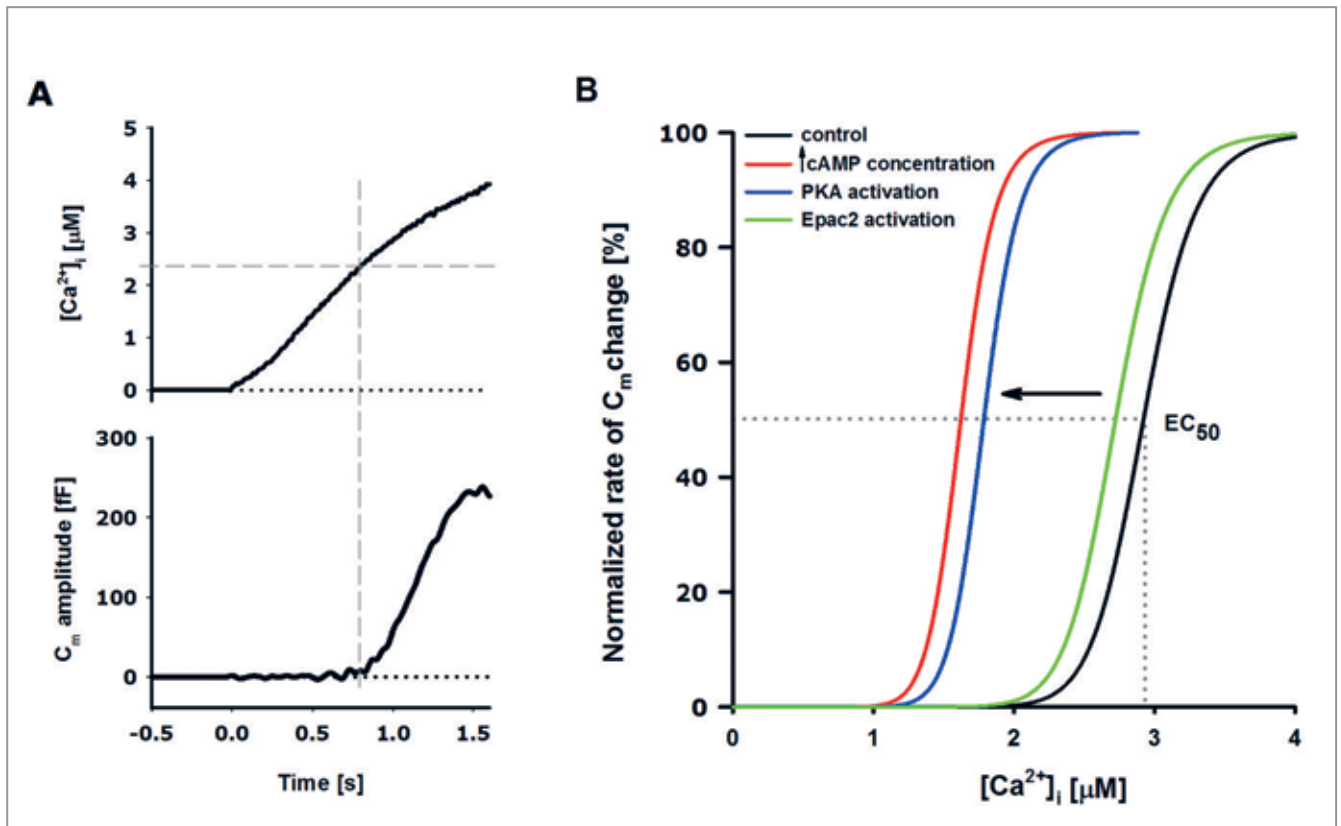 A
[Ca²⁺]ᵢ [μM]
5
4
3
2
1
0
Cₘ amplitude [fF]
300
200
100
0
-0.5
0.0
0.5
1.0
1.5
Time [s]
B
Normalized rate of Cₘ change [%]
100
80
60
40
20
0
control
↑cAMP concentration
PKA activation
Epac2 activation
EC₅₀
0
1
2
3
4
[Ca²⁺]ᵢ [μM]